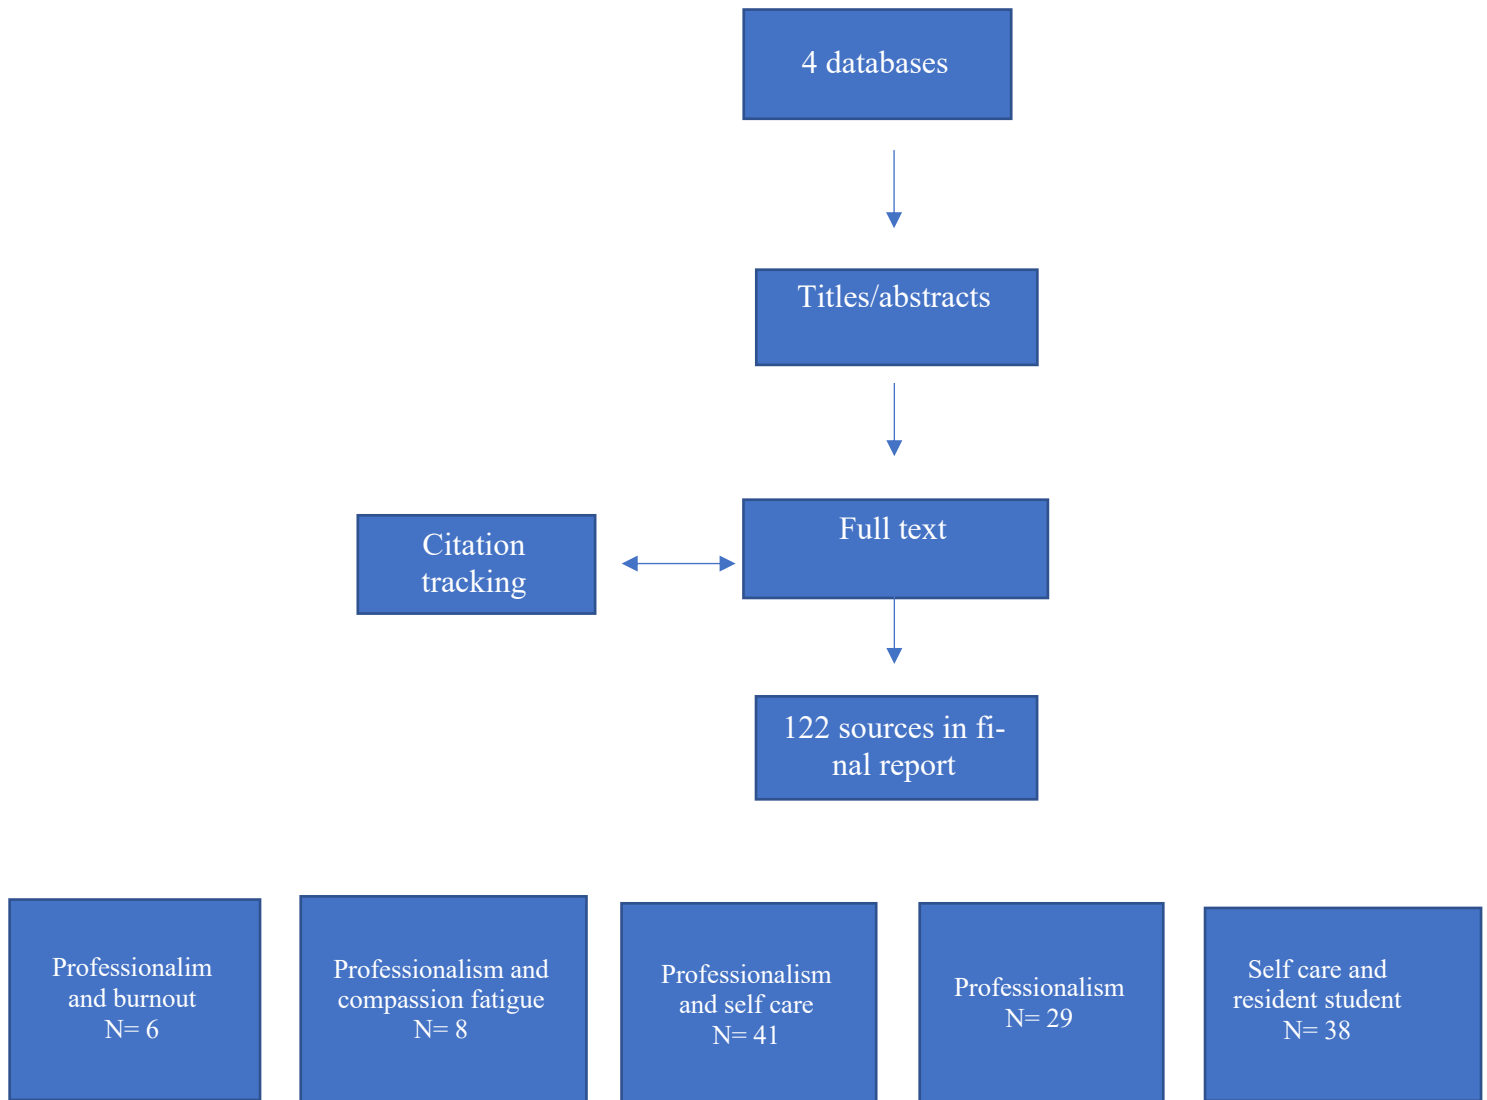 4 databases
Titles/abstracts
Full text
Citation
tracking
122 sources in fi-
nal report
Professionalim
and burnout
N= 6
Professionalism and
compassion fatigue
N= 8
Professionalism
and self care
N= 41
Professionalism
N= 29
Self care and
resident student
N= 38